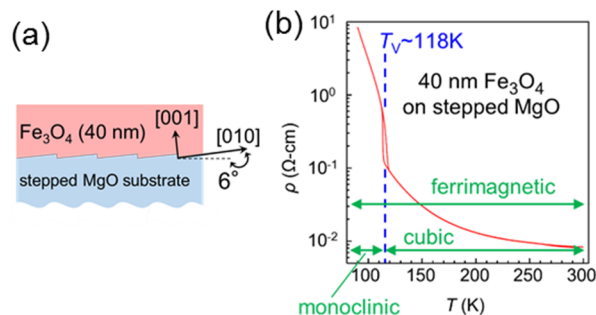 (a)
[001]
[010]
Fe₃O₄ (40 nm)
6°
stepped MgO substrate
(b)
Tᵥ~118K
40 nm Fe₃O₄
on stepped MgO
ferrimagnetic
cubic
monoclinic
ρ (Ω-cm)
10¹
10⁰
10⁻¹
10⁻²
100 150 200 250 300
T (K)